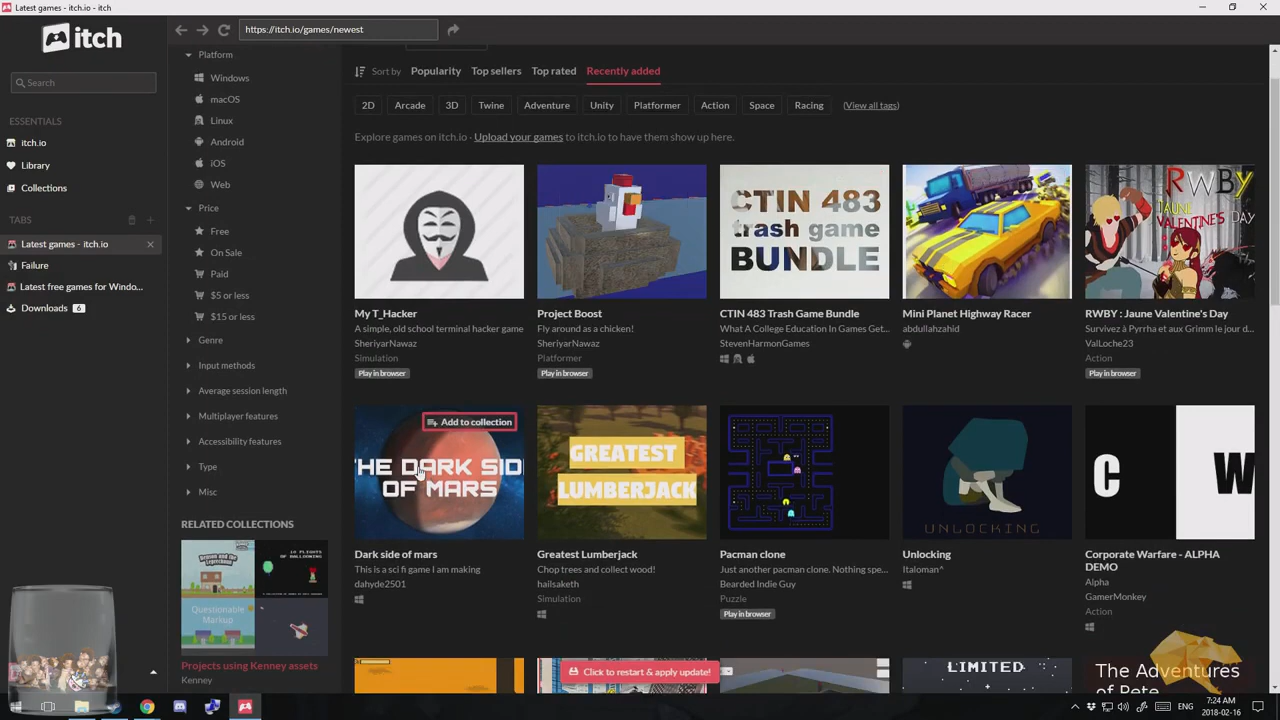 Latest games - itch.io
itch
https://itch.io/games/newest
Search
ESSENTIALS
itch.io
Library
Collections
TABS
Latest games - itch.io
Failure
Latest free games for Windo...
Downloads 6
Platform
Windows
macOS
Linux
Android
iOS
Web
Price
Free
On Sale
Paid
$5 or less
$15 or less
Genre
Input methods
Average session length
Multiplayer features
Accessibility features
Type
Misc
RELATED COLLECTIONS
Questionable
Markup
Projects using Kenney assets
Kenney
Sort by Popularity Top sellers Top rated Recently added
2D Arcade 3D Twine Adventure Unity Platformer Action Space Racing (View all tags)
Explore games on itch.io Upload your games to itch.io to have them show up here.
My T_Hacker
A simple, old school terminal hacker game
SheriyarNawaz
Simulation
Play in browser
Project Boost
Fly around as a chicken!
SheriyarNawaz
Platformer
Play in browser
CTIN 483
trash game
BUNDLE
CTIN 483 Trash Game Bundle
What A College Education In Games Get...
StevenHarmonGames
Mini Planet Highway Racer
abdullahzahid
RWBY
JAUNE
VALENTINE'S DAY
RWBY : Jaune Valentine's Day
Survivez à Pyrrha et aux Grimm le jour d...
ValLoche23
Action
Play in browser
Add to collection
THE DARK SID
OF MARS
Dark side of mars
This is a sci fi game I am making
dahyde2501
GREATEST
LUMBERJACK
Greatest Lumberjack
Chop trees and collect wood!
hailsaketh
Simulation
Pacman clone
Just another pacman clone. Nothing spe...
Bearded Indie Guy
Puzzle
Play in browser
UNLOCKING
Unlocking
Italoman^
C W
Corporate Warfare - ALPHA
DEMO
Alpha
GamerMonkey
Action
Click to restart & apply update!
LIMITED
The Adventures
of Pete
ENG
7:24 AM
2018-02-16